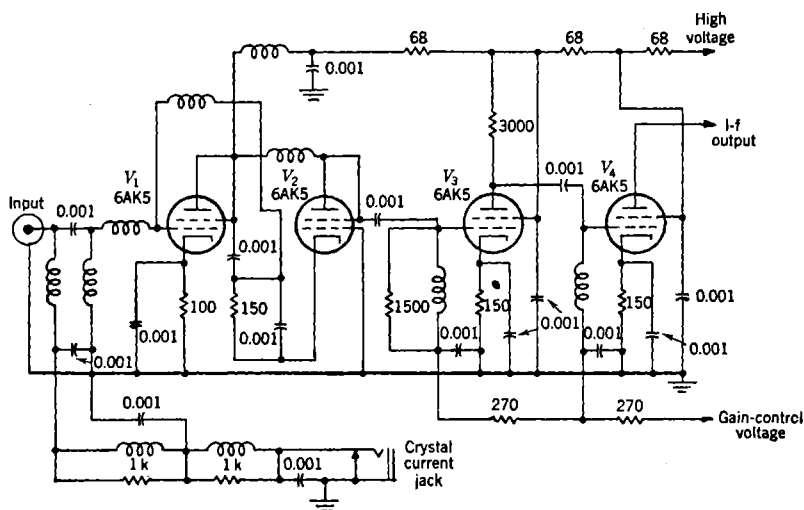 High
voltage
68
68
68
0.001
3000
I-f
output
V1
6AK5
V2
6AK5
V3
6AK5
V4
6AK5
0.001
Input
0.001
0.001
0.001
100
150
0.001
0.001
1500
150
0.001
0.001
150
0.001
0.001
0.001
0.001
0.001
270
270
Gain-control
voltage
1 k
1 k
0.001
Crystal
current
jack